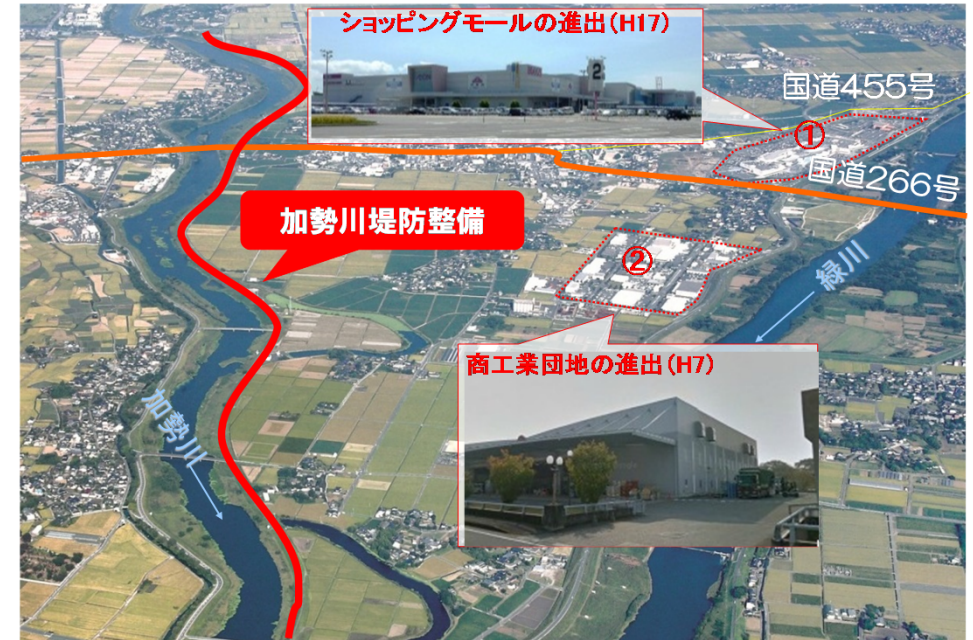 ショッピングモールの進出(H17)
2
国道455号
①
国道266号
加勢川堤防整備
②
緑川
商工業団地の進出(H7)
加勢川